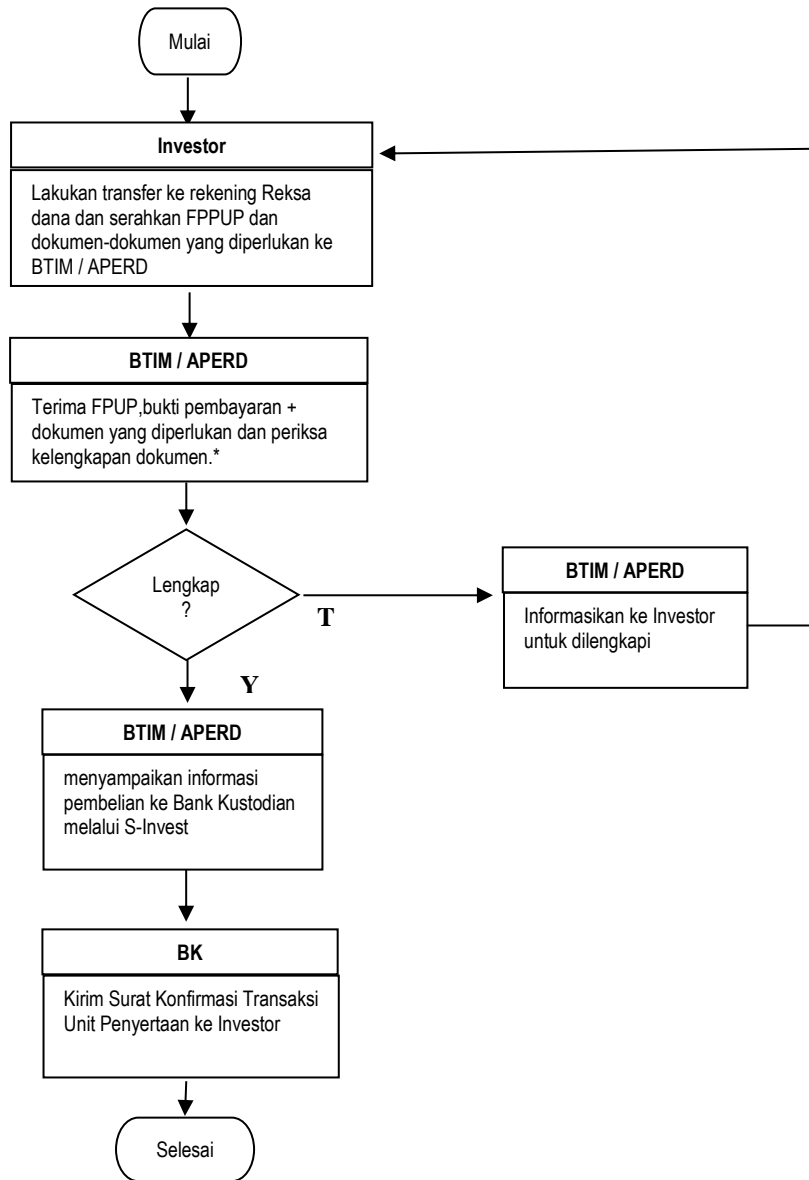 Mulai
Investor
Lakukan transfer ke rekening Reksa
dana dan serahkan FPPUP dan
dokumen-dokumen yang diperlukan ke
BTIM / APERD
BTIM / APERD
Terima FPUP,bukti pembayaran +
dokumen yang diperlukan dan periksa
kelengkapan dokumen.*
Lengkap
?
T
BTIM / APERD
Informasikan ke Investor
untuk dilengkapi
Y
BTIM / APERD
menyampaikan informasi
pembelian ke Bank Kustodian
melalui S-Invest
BK
Kirim Surat Konfirmasi Transaksi
Unit Penyertaan ke Investor
Selesai